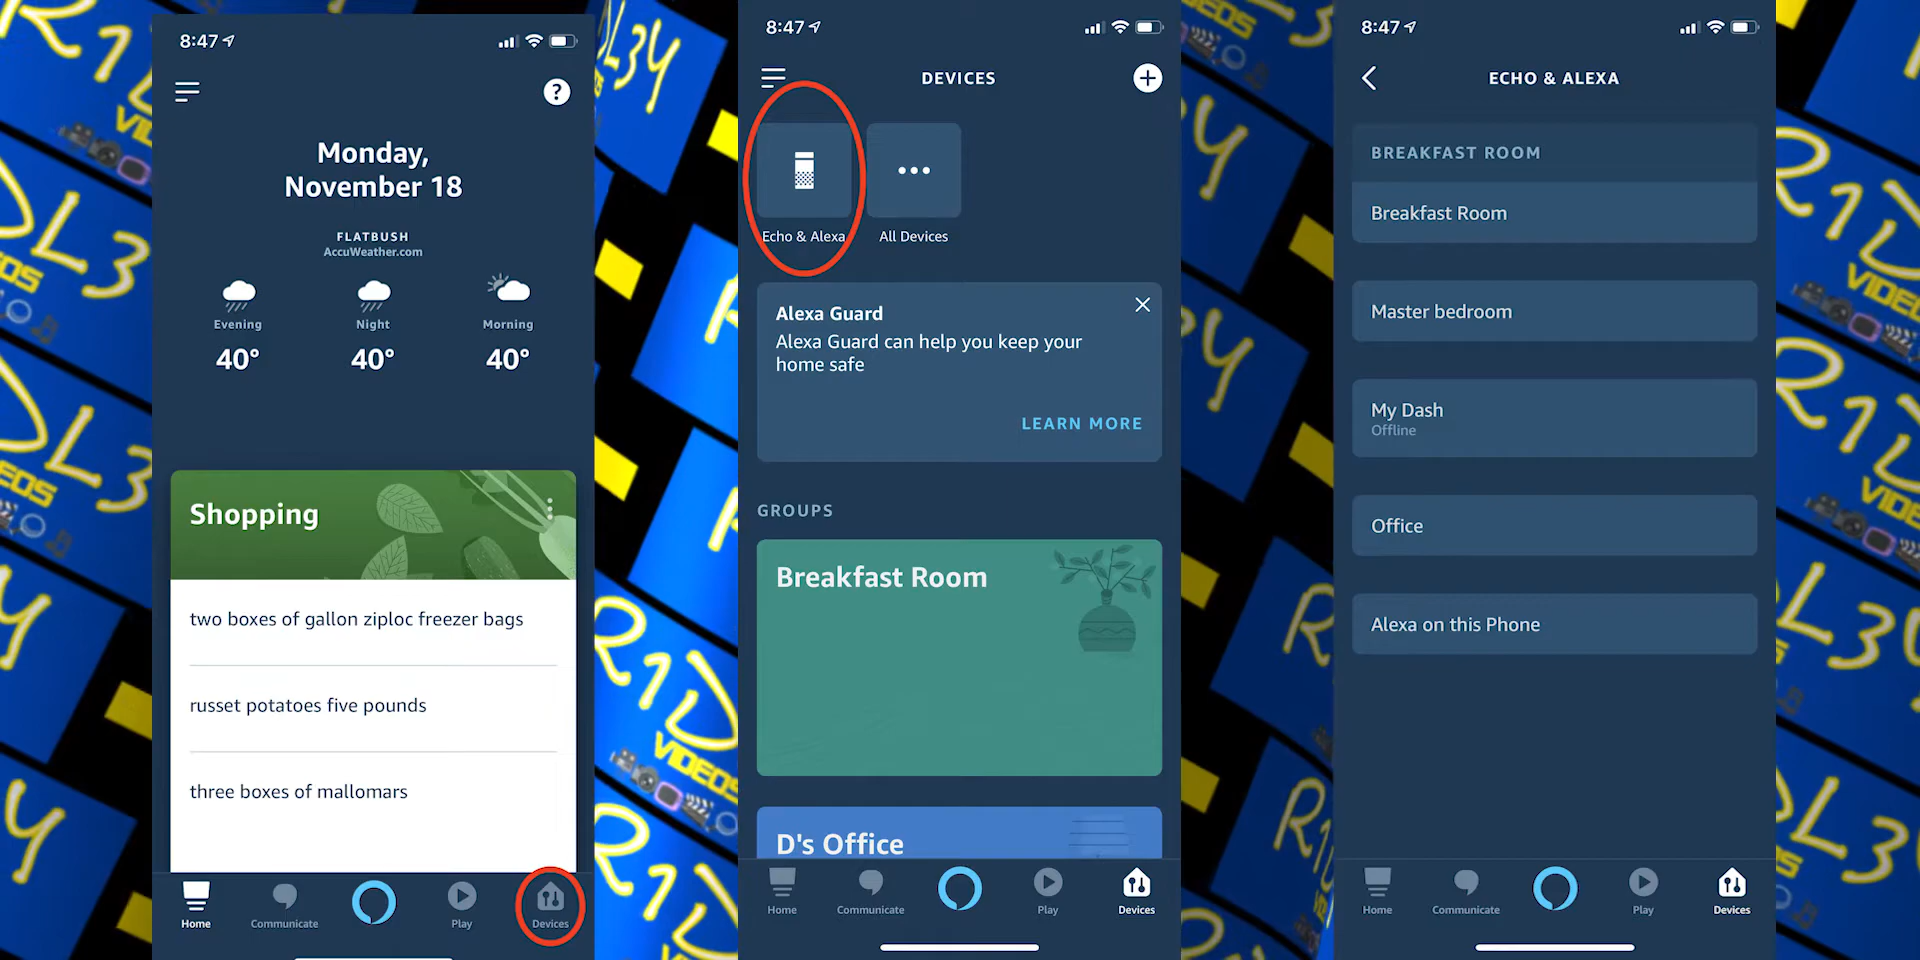 8:47
Monday,
November 18
FLATBUSH
AccuWeather.com
Evening
Night
Morning
40°
40°
40°
Shopping
two boxes of gallon ziploc freezer bags
russet potatoes five pounds
three boxes of mallomars
Home
Communicate
Play
Devices
8:47
DEVICES
Echo & Alexa
All Devices
Alexa Guard
Alexa Guard can help you keep your
home safe
LEARN MORE
GROUPS
Breakfast Room
D's Office
Home
Communicate
Play
Devices
8:47
ECHO & ALEXA
BREAKFAST ROOM
Breakfast Room
Master bedroom
My Dash
Offline
Office
Alexa on this Phone
Home
Communicate
Play
Devices
R1DL3Y
VIDEOS